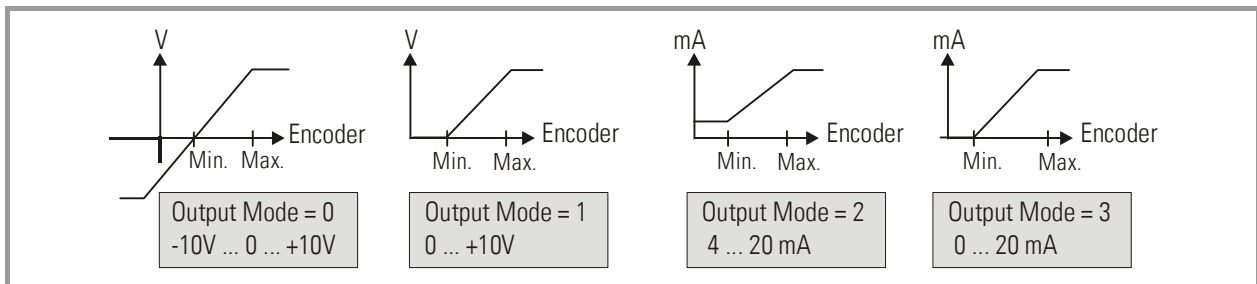 V
Encoder
Min. Max.
Output Mode = 0
-10V ... 0 ... +10V
V
Encoder
Min. Max.
Output Mode = 1
0 ... +10V
mA
Encoder
Min. Max.
Output Mode = 2
4 ... 20 mA
mA
Encoder
Min. Max.
Output Mode = 3
0 ... 20 mA